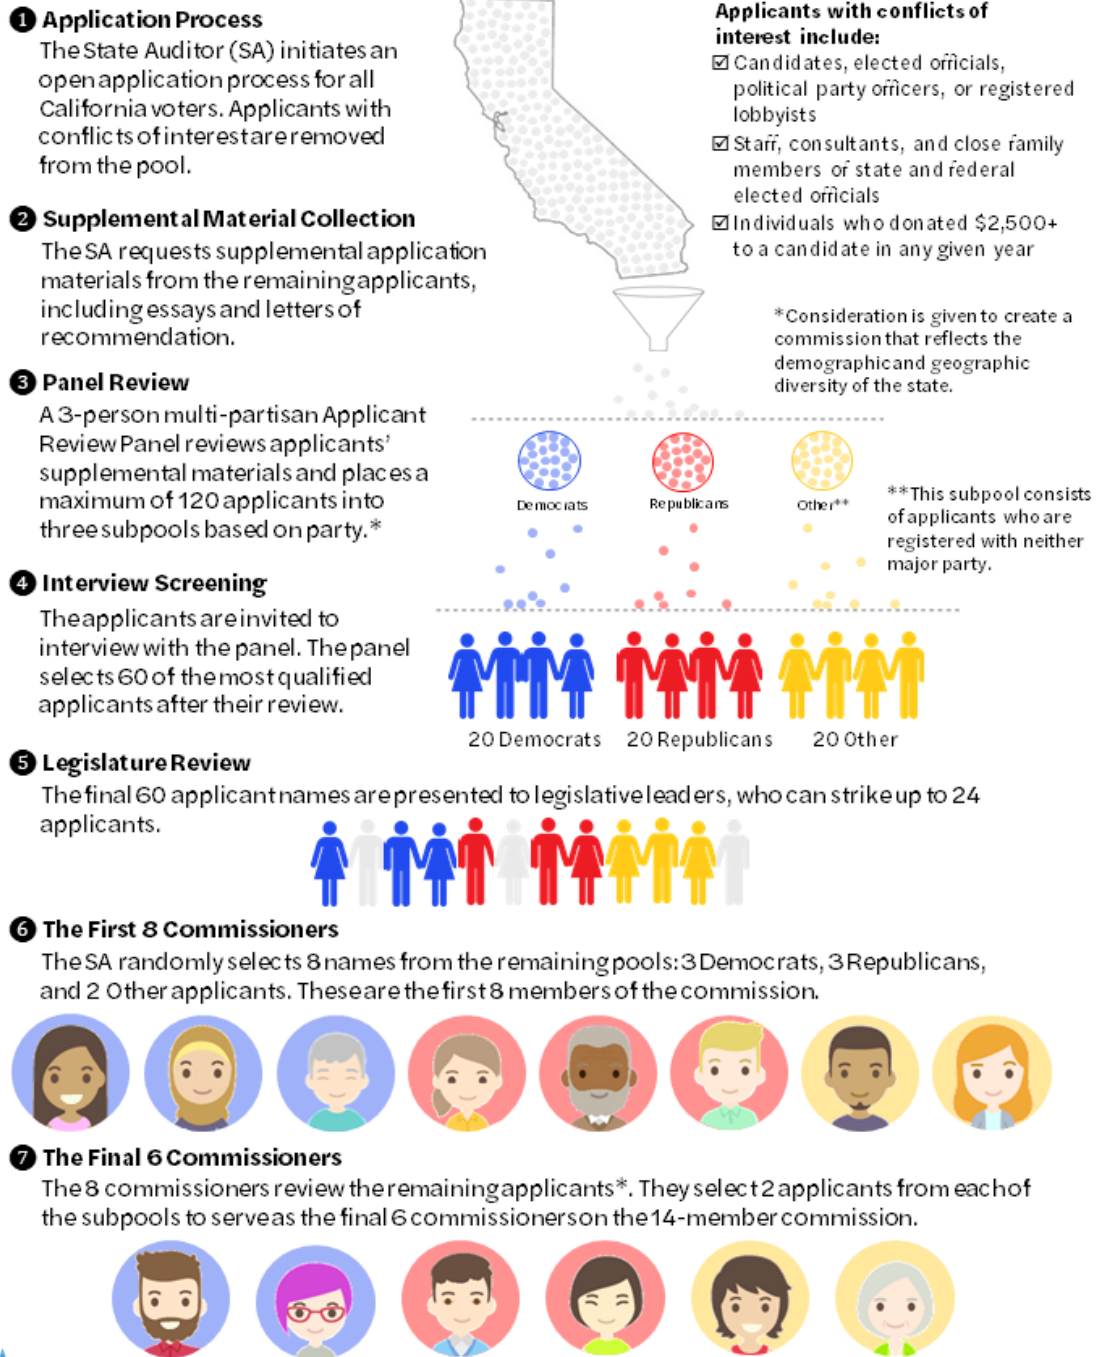 1 Application Process
The State Auditor (SA) initiates an
open application process for all
California voters. Applicants with
conflicts of interest are removed
from the pool.
Applicants with conflicts of
interest include:
☑ Candidates, elected officials,
political party officers, or registered
lobbyists
☑ Staff, consultants, and close family
members of state and federal
elected officials
☑ Individuals who donated $2,500+
to a candidate in any given year
2 Supplemental Material Collection
The SA requests supplemental application
materials from the remaining applicants,
including essays and letters of
recommendation.
*Consideration is given to create a
commission that reflects the
demographic and geographic
diversity of the state.
3 Panel Review
A 3-person multi-partisan Applicant
Review Panel reviews applicants'
supplemental materials and places a
maximum of 120 applicants into
three subpools based on party.*
Democrats Republicans Other**
**This subpool consists
of applicants who are
registered with neither
major party.
4 Interview Screening
The applicants are invited to
interview with the panel. The panel
selects 60 of the most qualified
applicants after their review.
20 Democrats 20 Republicans 20 Other
5 Legislature Review
The final 60 applicant names are presented to legislative leaders, who can strike up to 24
applicants.
6 The First 8 Commissioners
The SA randomly selects 8 names from the remaining pools: 3 Democrats, 3 Republicans,
and 2 Other applicants. These are the first 8 members of the commission.
7 The Final 6 Commissioners
The 8 commissioners review the remaining applicants*. They select 2 applicants from each of
the subpools to serve as the final 6 commissioners on the 14-member commission.